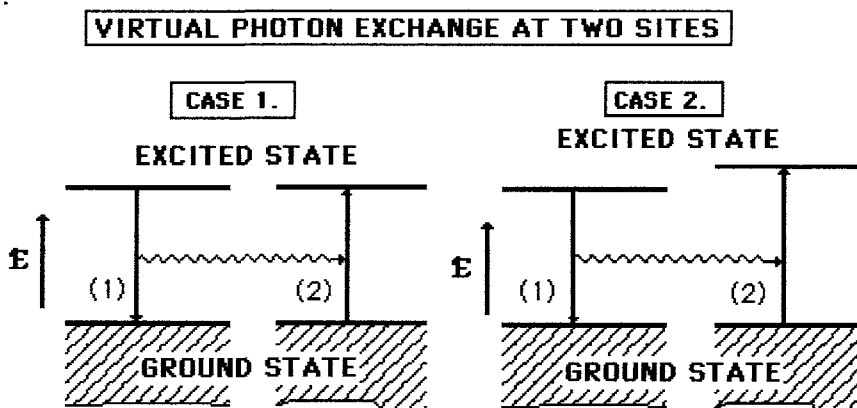 VIRTUAL PHOTON EXCHANGE AT TWO SITES
CASE 1.
EXCITED STATE
E
(1)
(2)
GROUND STATE
CASE 2.
EXCITED STATE
E
(1)
(2)
GROUND STATE